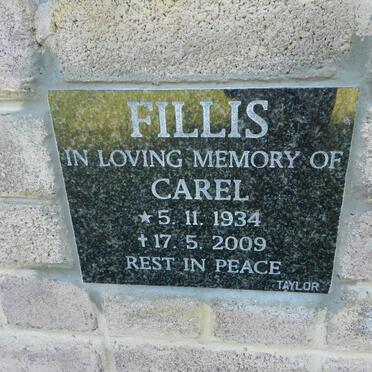 FILLIS
IN LOVING MEMORY OF
CAREL
★ 5. 11. 1934
✝ 17. 5. 2009
REST IN PEACE
TAYLOR